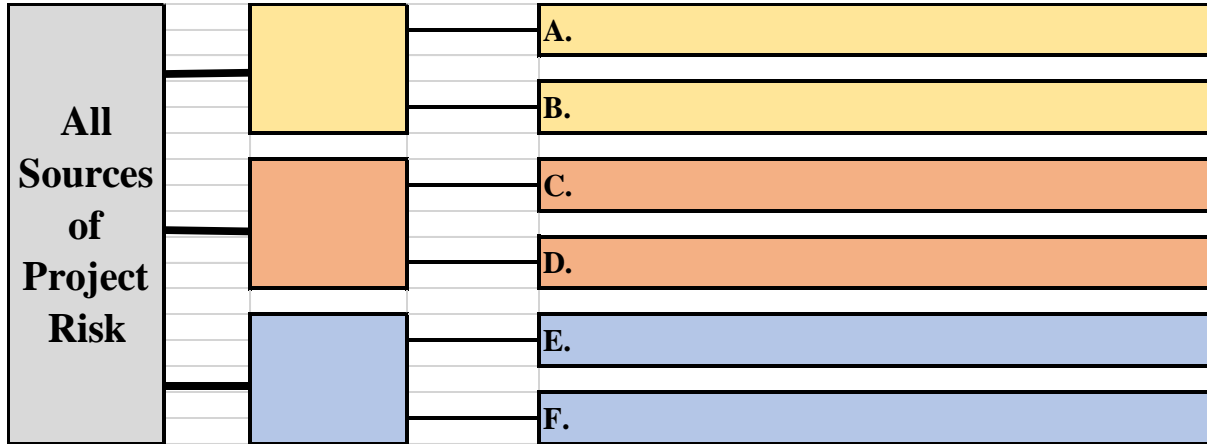 All
Sources
of
Project
Risk
A.
B.
C.
D.
E.
F.